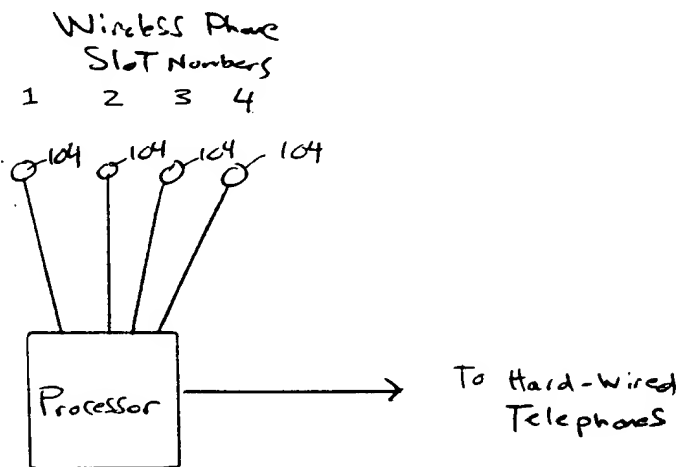 Wireless Phone
Slot Numbers
1 2 3 4
104 104 104 104
Processor
To Hard-Wired
Telephones